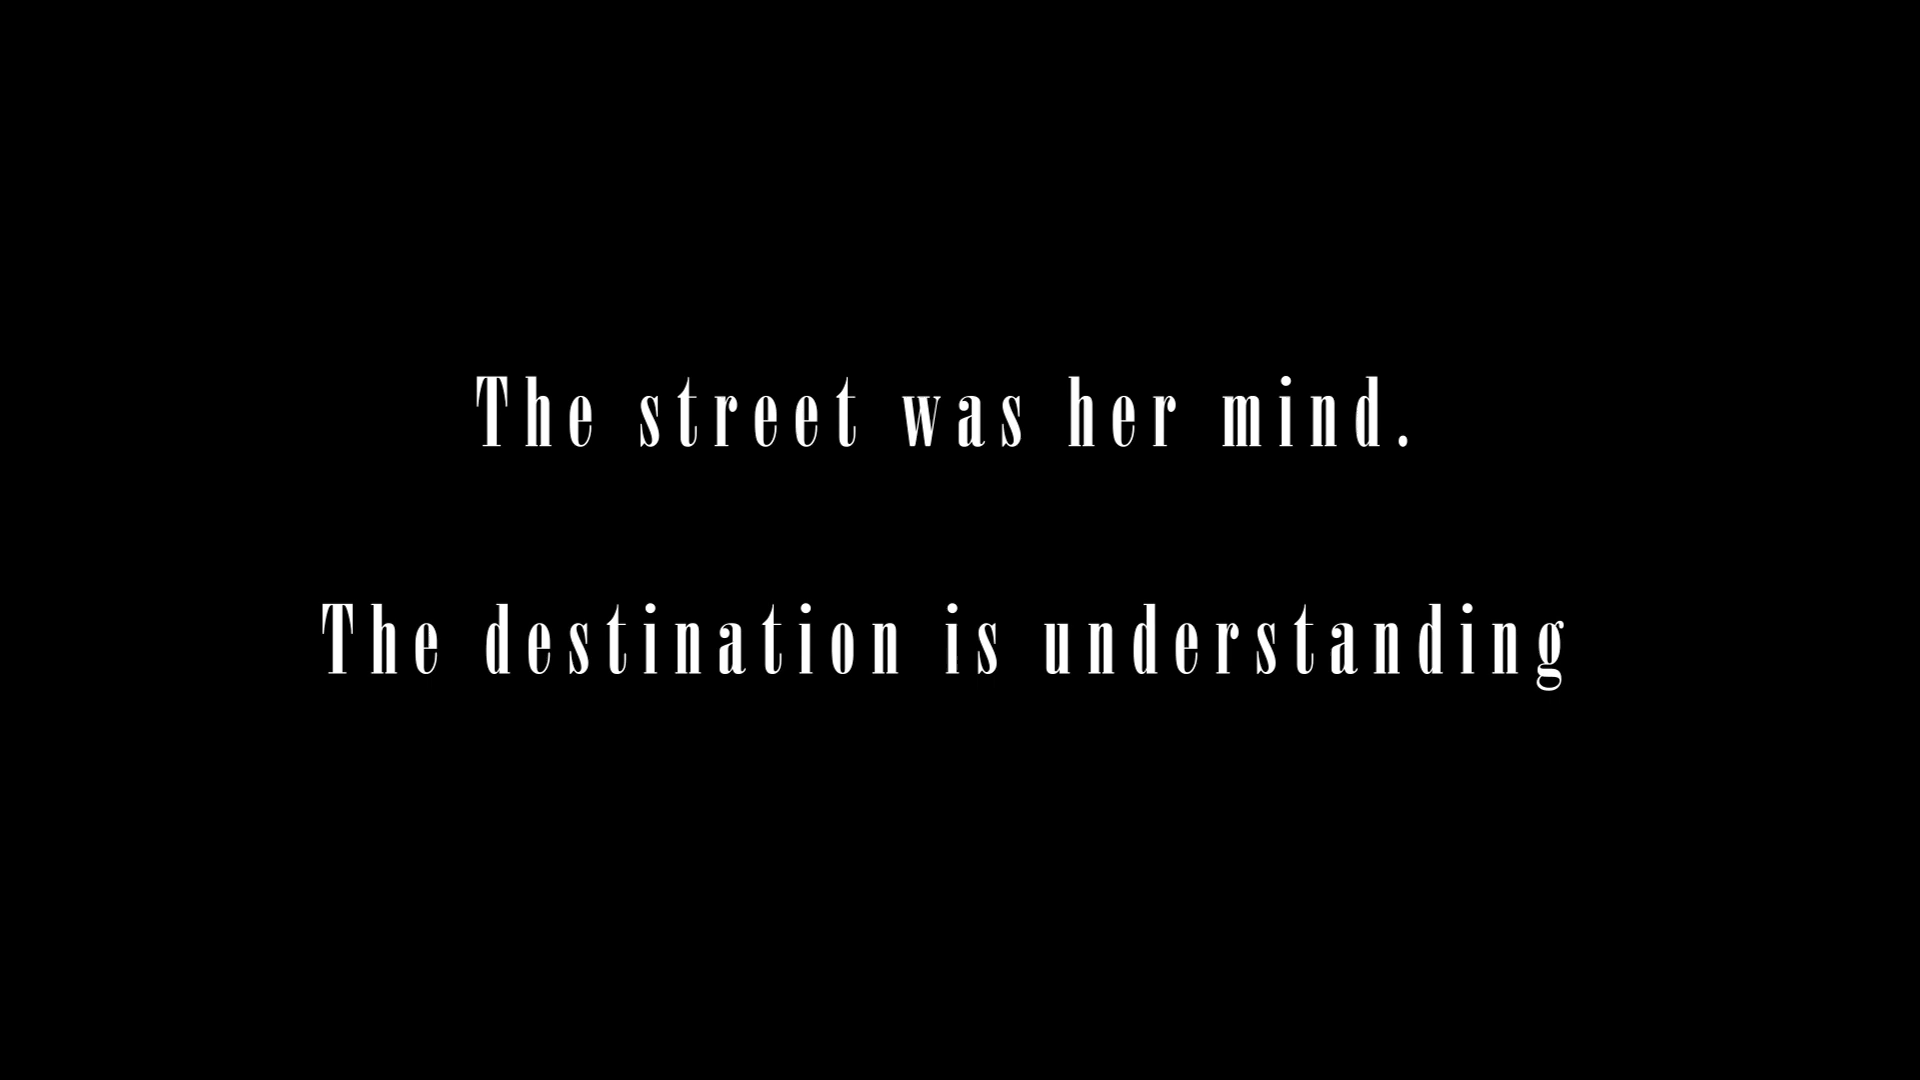 The street was her mind.
The destination is understanding